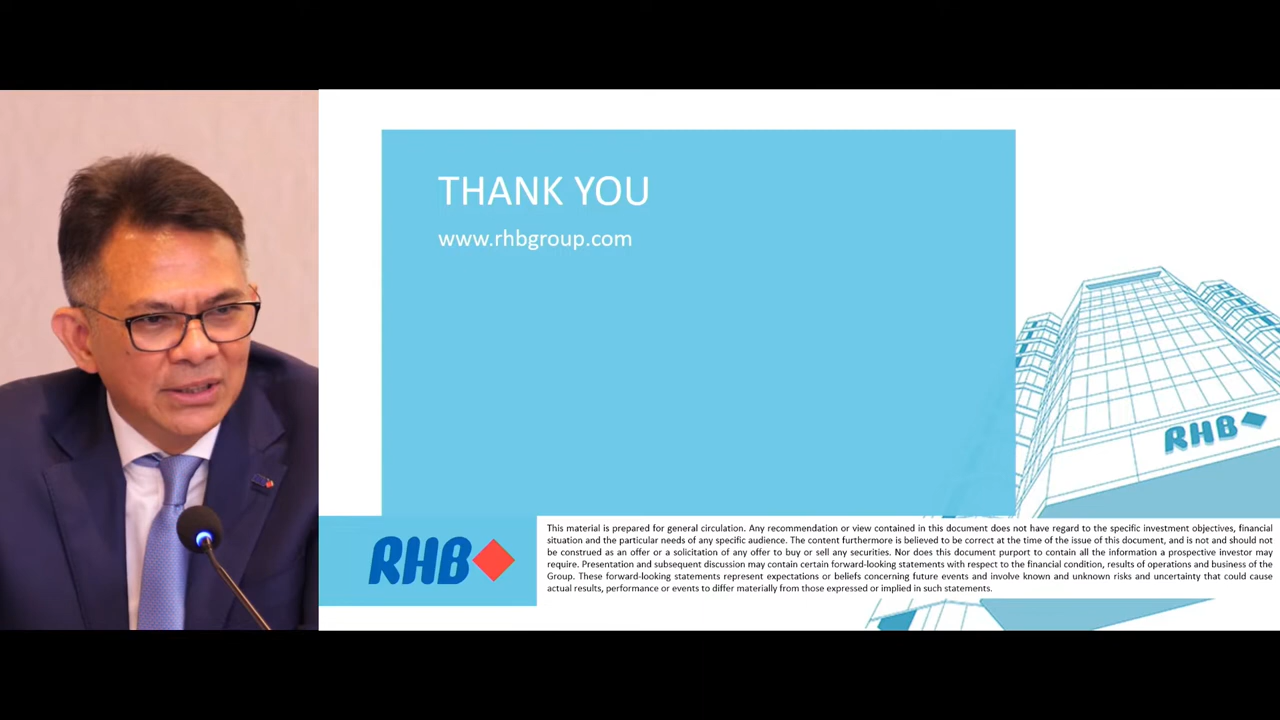 THANK YOU
www.rhbgroup.com
RHB
RHB
This material is prepared for general circulation. Any recommendation or view contained in this document does not have regard to the specific investment objectives, financial
situation and the particular needs of any specific audience. The content furthermore is believed to be correct at the time of the issue of this document, and is not and should not
be construed as an offer or a solicitation of any offer to buy or sell any securities. Nor does this document purport to contain all the information a prospective investor may
require. Presentation and subsequent discussion may contain certain forward-looking statements with respect to the financial condition, results of operations and business of the
Group. These forward-looking statements represent expectations or beliefs concerning future events and involve known and unknown risks and uncertainty that could cause
actual results, performance or events to differ materially from those expressed or implied in such statements.